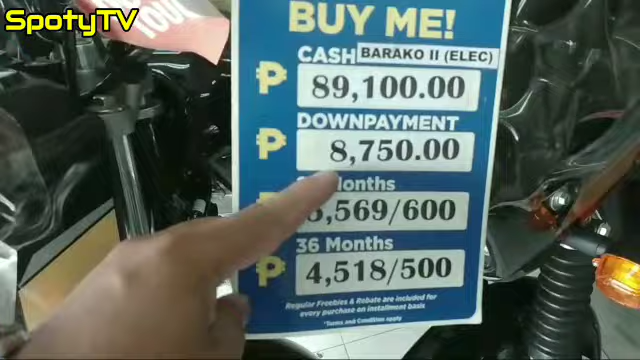 SpotyTV
BUY ME!
CASH BARAKO II (ELEC)
₱ 89,100.00
DOWNPAYMENT
₱ 8,750.00
Months
,569/600
36 Months
₱ 4,518/500
Regular Freebies & Rebate are included for
every purchase on installment basis
*Terms and Condition apply